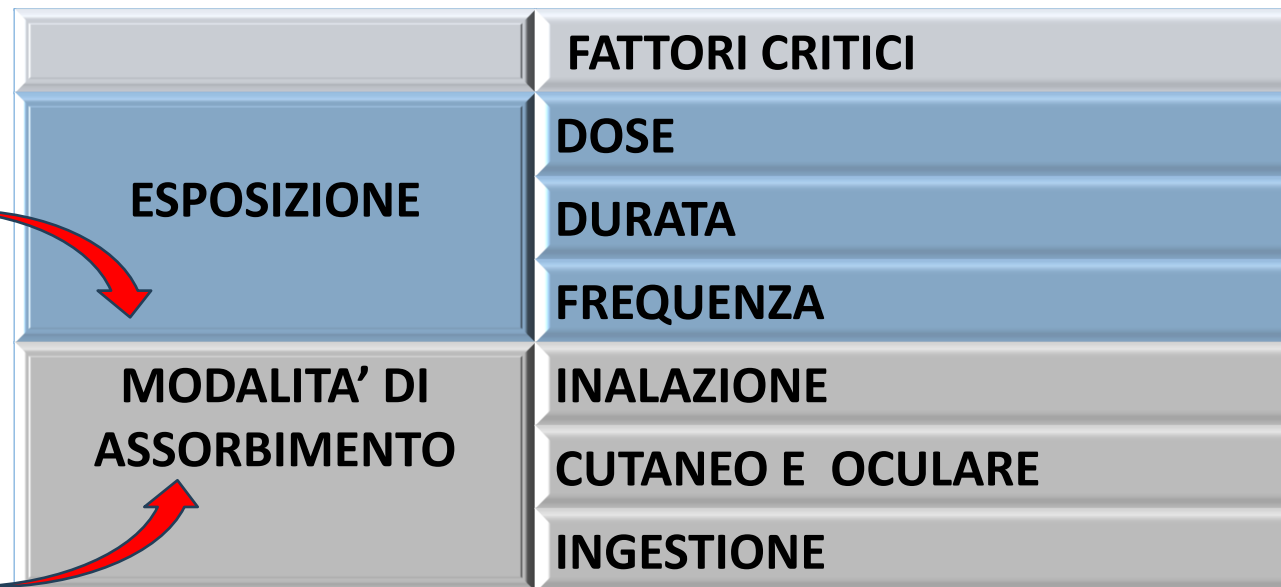 FATTORI CRITICI
ESPOSIZIONE
DOSE
DURATA
FREQUENZA
MODALITA’ DI
ASSORBIMENTO
INALAZIONE
CUTANEO E OCULARE
INGESTIONE